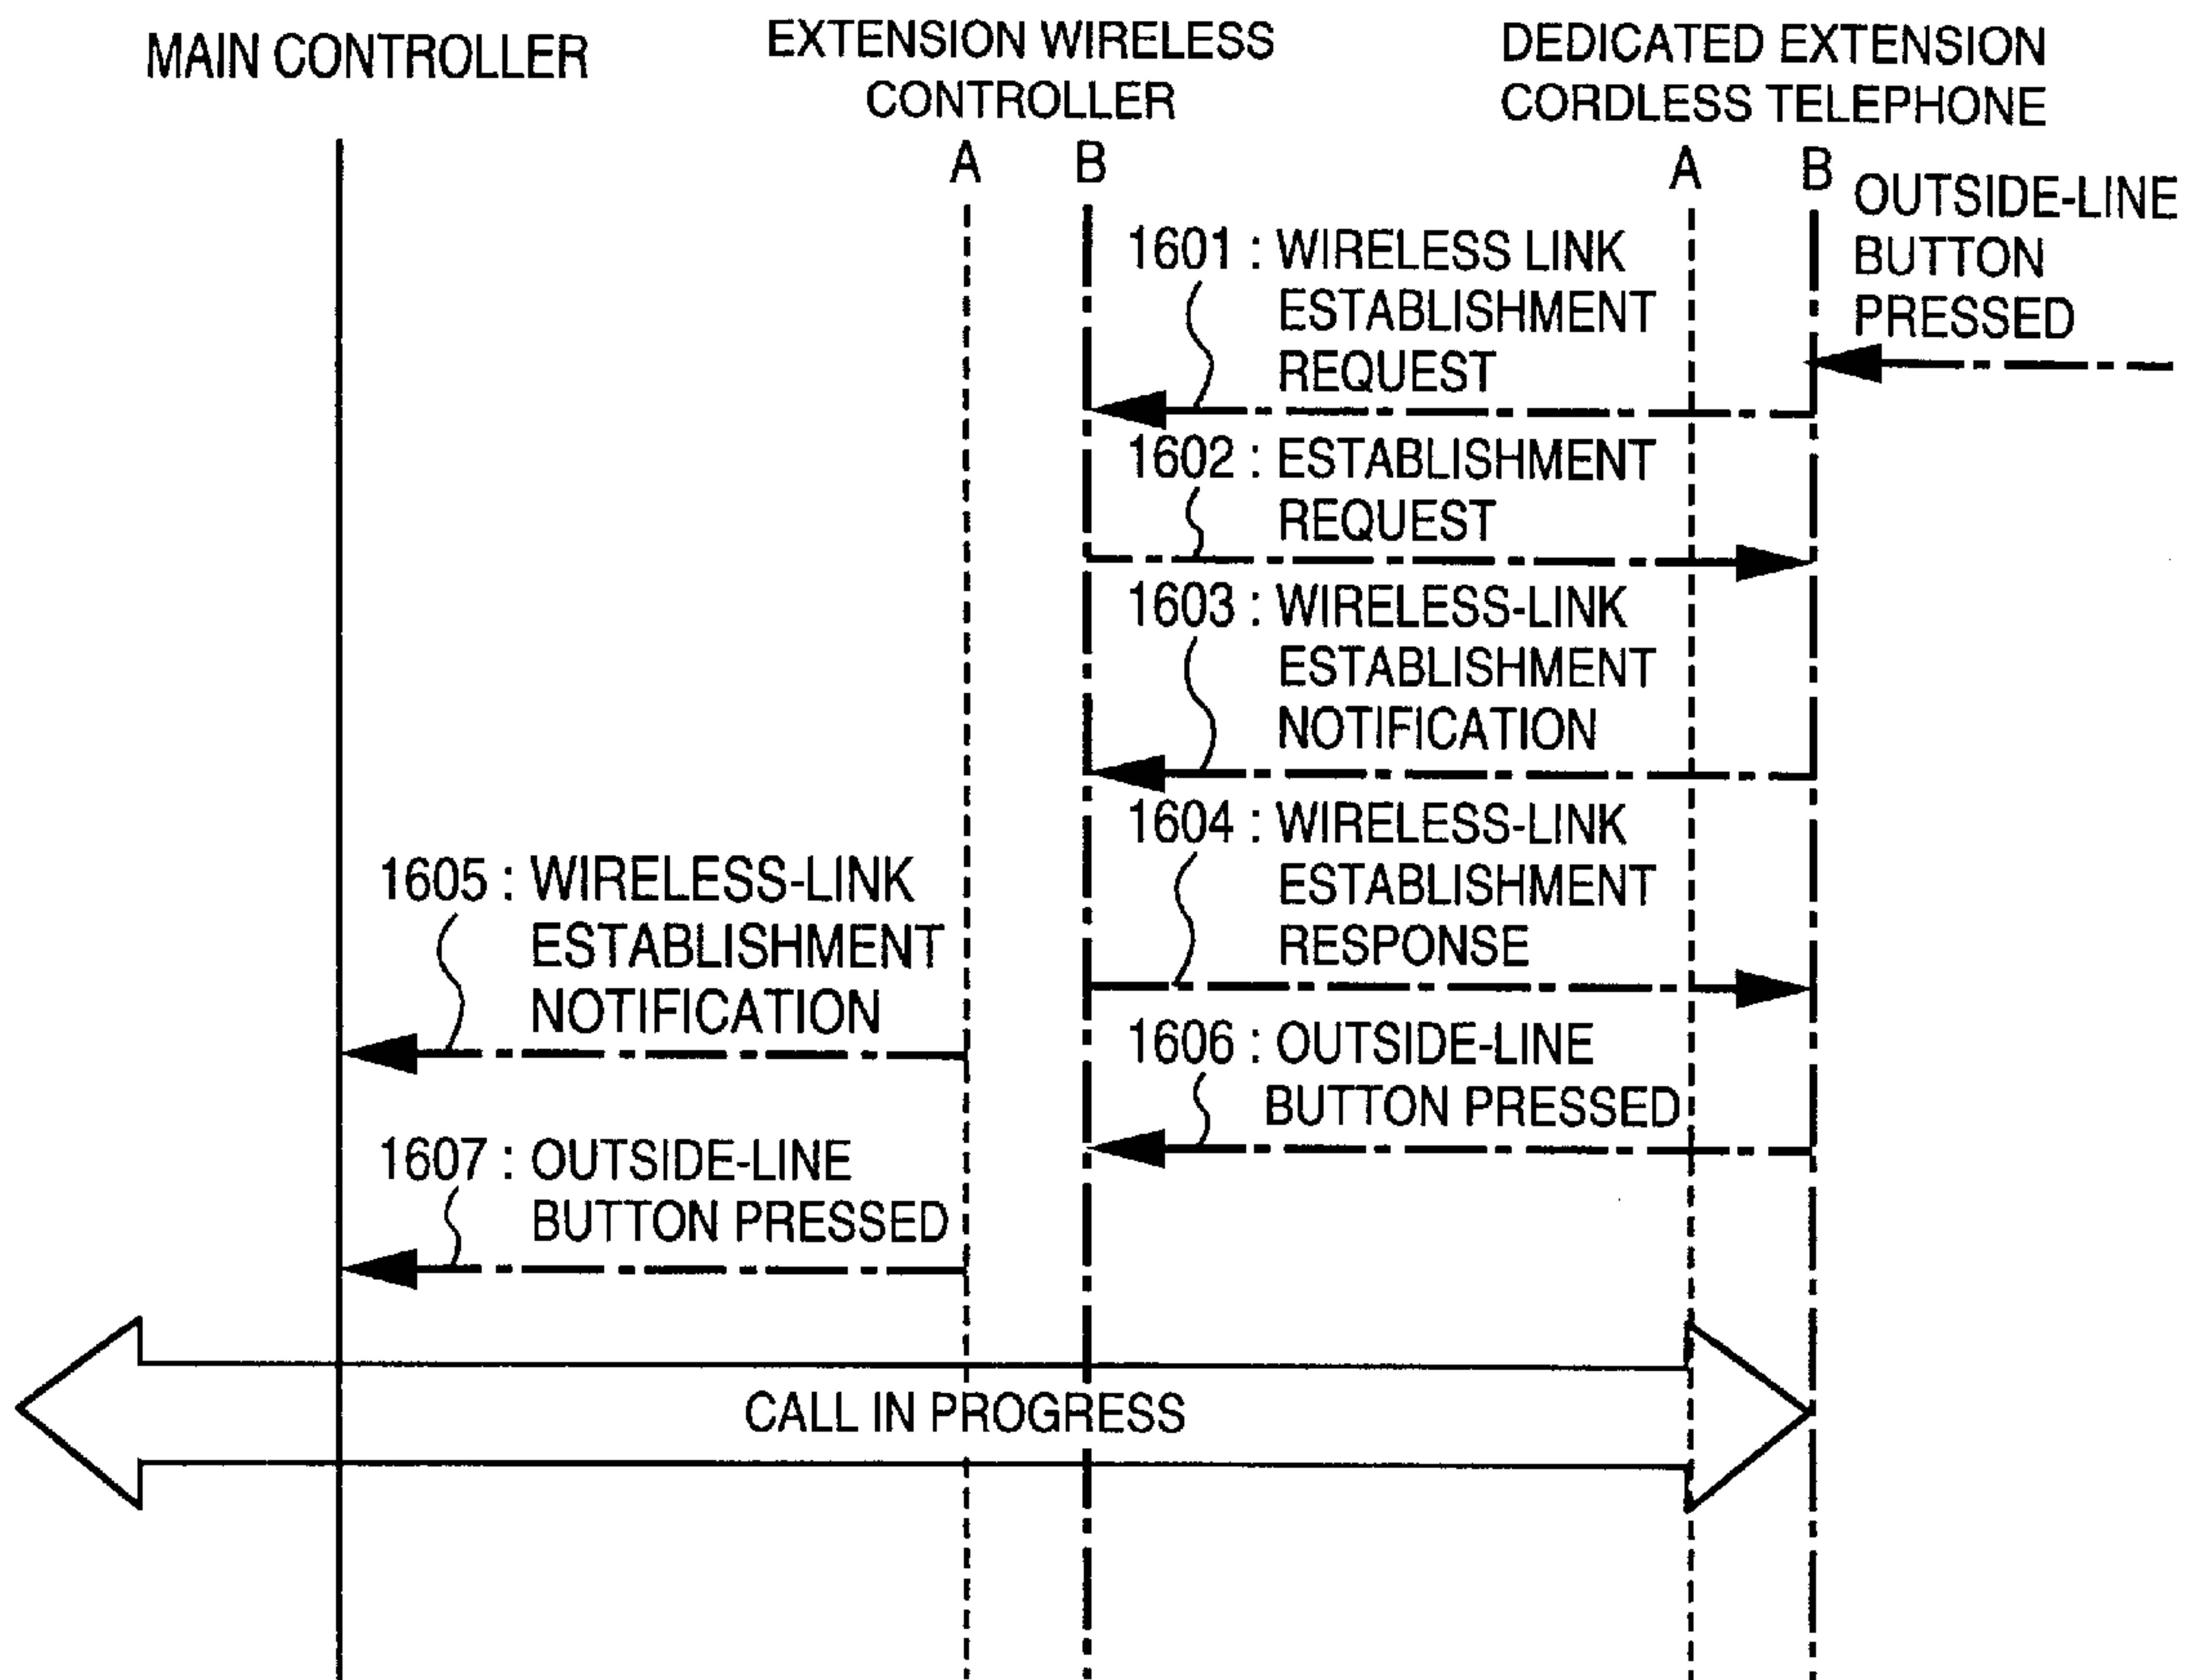 MAIN CONTROLLER
EXTENSION WIRELESS
CONTROLLER
DEDICATED EXTENSION
CORDLESS TELEPHONE
A
B
A
B
OUTSIDE-LINE
BUTTON
PRESSED
1601 : WIRELESS LINK
ESTABLISHMENT
REQUEST
1602 : ESTABLISHMENT
REQUEST
1603 : WIRELESS-LINK
ESTABLISHMENT
NOTIFICATION
1604 : WIRELESS-LINK
ESTABLISHMENT
RESPONSE
1605 : WIRELESS-LINK
ESTABLISHMENT
NOTIFICATION
1606 : OUTSIDE-LINE
BUTTON PRESSED
1607 : OUTSIDE-LINE
BUTTON PRESSED
CALL IN PROGRESS